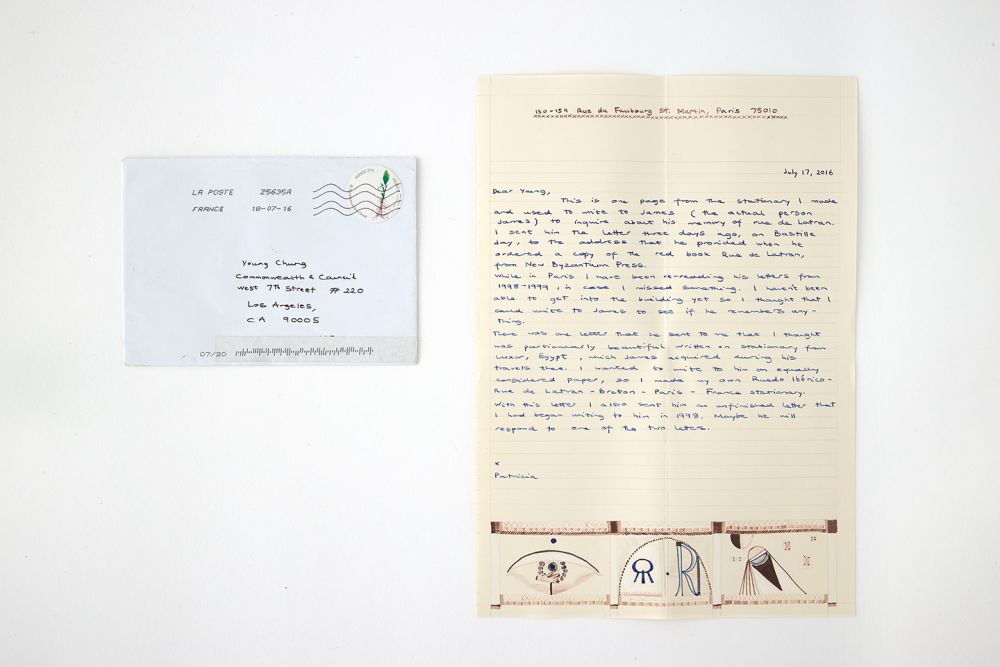 LA POSTE 25635A
FRANCE 18-07-16
Young Chung
Commonwealth & Council
West 7th Street # 220
Los Angeles,
CA 90005
07/20
150-154 Rue du Faubourg St. Martin, Paris 75010
July 17, 2016
Dear Young,
This is one page from the stationary I made
and used to write to James (the actual person
James) to inquire about his memory of rue de Latran.
I sent him the letter three days ago, on Bastille
day, to the address that he provided when he
ordered a copy of the red book Rue de Latran,
from New Byzantium Press.
While in Paris I have been re-reading his letters from
1998-1999, in case I missed something. I haven't been
able to get into the building yet so I thought that I
could write to James to see if he remembers any-
thing.
There was one letter that he sent to me that I thought
was particularly beautiful written on stationary from
Luxor, Egypt, which James acquired during his
travels there. I wanted to write to him on equally
considered paper, so I made my own Ruedo Ibérico-
Rue de Latran - Breton - Paris - France stationary.
With this letter I also sent him an unfinished letter that
I had began writing to him in 1999. Maybe he will
respond to one of the two letters.
x
Patricia
R